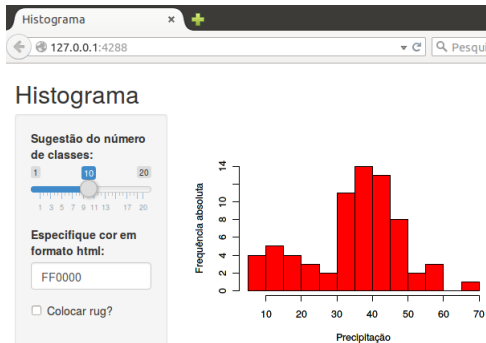 Histograma
127.0.0.1:4288
Pesqui
Histograma
Sugestão do número
de classes:
1 10 20
1 3 5 7 9 11 13 17 20
Especifique cor em
formato html:
FF0000
Colocar rug?
Frequência absoluta
0 2 4 6 8 10 14
10 20 30 40 50 60 70
Precipitação